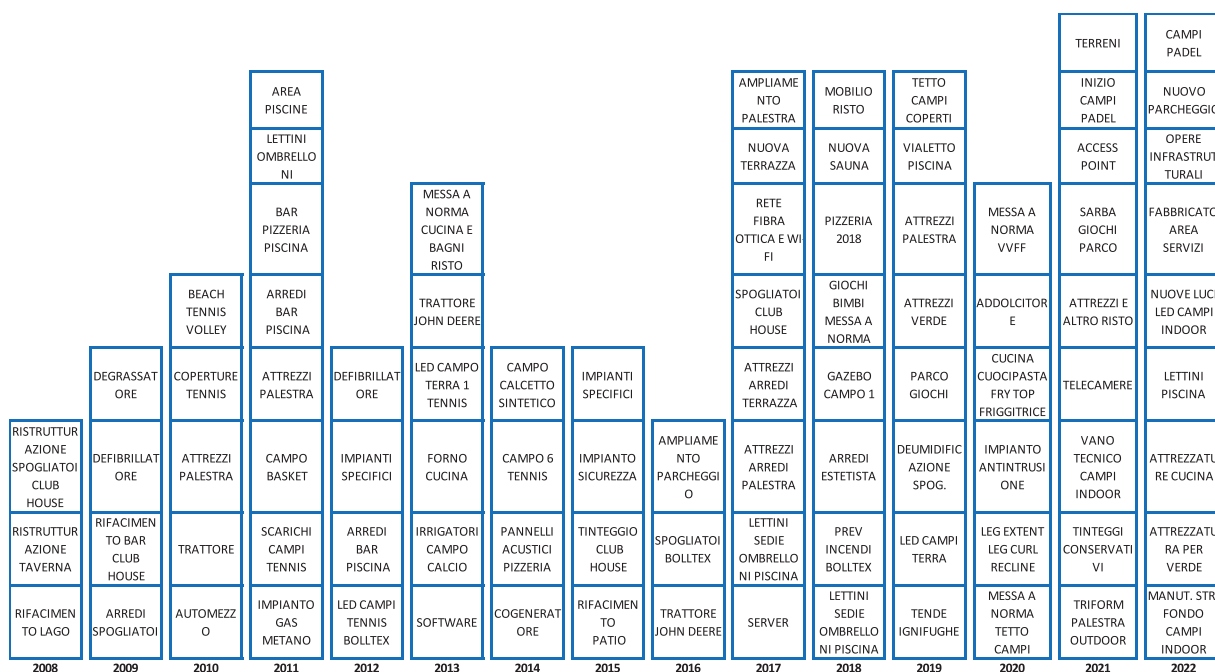 RISTRUTTUR
AZIONE
SPOGLIATOI
CLUB
HOUSE
RISTRUTTUR
AZIONE
TAVERNA
RIFACIMEN
TO LAGO
2008
DEGRASSAT
ORE
DEFIBRILLAT
ORE
RIFACIMEN
TO BAR
CLUB
HOUSE
ARREDI
SPOGLIATOI
2009
BEACH
TENNIS
VOLLEY
COPERTURE
TENNIS
ATTREZZI
PALESTRA
TRATTORE
AUTOMEZZ
O
2010
AREA
PISCINE
LETTINI
OMBRELLO
NI
BAR
PIZZERIA
PISCINA
ARREDI
BAR
PISCINA
ATTREZZI
PALESTRA
CAMPO
BASKET
SCARICHI
CAMPI
TENNIS
IMPIANTO
GAS
METANO
2011
DEFIBRILLAT
ORE
IMPIANTI
SPECIFICI
ARREDI
BAR
PISCINA
LED CAMPI
TENNIS
BOLLTEX
2012
MESSA A
NORMA
CUCINA E
BAGNI
RISTO
TRATTORE
JOHN DEERE
LED CAMPO
TERRA 1
TENNIS
FORNO
CUCINA
IRRIGATORI
CAMPO
CALCIO
SOFTWARE
2013
CAMPO
CALCETTO
SINTETICO
CAMPO 6
TENNIS
PANNELLI
ACUSTICI
PIZZERIA
COGENERAT
ORE
2014
IMPIANTI
SPECIFICI
IMPIANTO
SICUREZZA
TINTEGGIO
CLUB
HOUSE
RIFACIMEN
TO
PATIO
2015
AMPLIAME
NTO
PARCHEGGI
O
SPOGLIATOI
BOLLTEX
TRATTORE
JOHN DEERE
2016
AMPLIAME
NTO
PALESTRA
NUOVA
TERRAZZA
RETE
FIBRA
OTTICA E WI-
FI
SPOGLIATOI
CLUB
HOUSE
ATTREZZI
ARREDI
TERRAZZA
ATTREZZI
ARREDI
PALESTRA
LETTINI
SEDIE
OMBRELLO
NI PISCINA
SERVER
2017
MOBILIO
RISTO
NUOVA
SAUNA
PIZZERIA
2018
GIOCHI
BIMBI
MESSA A
NORMA
GAZEBO
CAMPO 1
ARREDI
ESTETISTA
PREV
INCENDI
BOLLTEX
LETTINI
SEDIE
OMBRELLO
NI PISCINA
2018
TETTO
CAMPI
COPERTI
VIALETTO
PISCINA
ATTREZZI
PALESTRA
ATTREZZI
VERDE
PARCO
GIOCHI
DEUMIDIFIC
AZIONE
SPOG.
LED CAMPI
TERRA
TENDE
IGNIFUGHE
2019
MESSA A
NORMA
VVFF
ADDOLCITOR
E
CUCINA
CUOCIPASTA
FRY TOP
FRIGGITRICE
IMPIANTO
ANTINTRUSI
ONE
LEG EXTENT
LEG CURL
RECLINE
MESSA A
NORMA
TETTO
CAMPI
2020
TERRENI
INIZIO
CAMPI
PADEL
ACCESS
POINT
SARBA
GIOCHI
PARCO
ATTREZZI E
ALTRO RISTO
TELECAMERE
VANO
TECNICO
CAMPI
INDOOR
TINTEGGI
CONSERVATI
VI
TRIFORM
PALESTRA
OUTDOOR
2021
CAMPI
PADEL
NUOVO
PARCHEGGIO
OPERE
INFRASTRUT
TURALI
FABBRICATO
AREA
SERVIZI
NUOVE LUCI
LED CAMPI
INDOOR
LETTINI
PISCINA
ATTREZZATU
RE CUCINA
ATTREZZATU
RA PER
VERDE
MANUT. STR
FONDO
CAMPI
INDOOR
2022